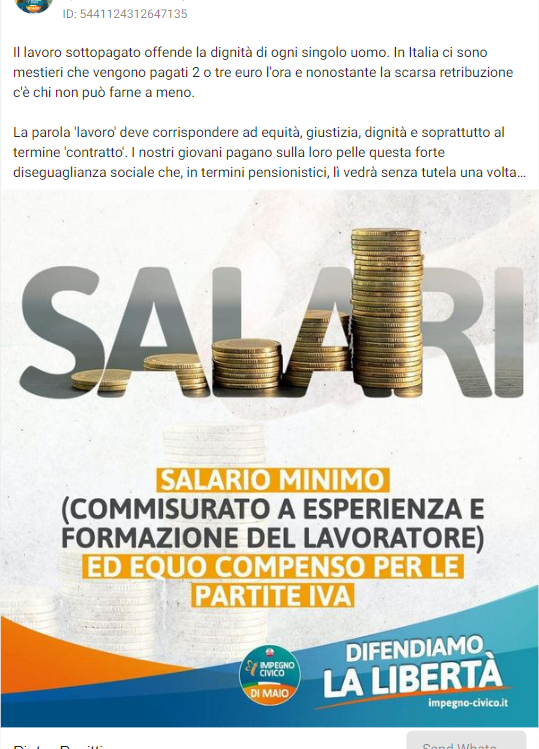 ID: 5441124312647135
Il lavoro sottopagato offende la dignità di ogni singolo uomo. In Italia ci sono
mestieri che vengono pagati 2 o tre euro l'ora e nonostante la scarsa retribuzione
c'è chi non può farne a meno.
La parola 'lavoro' deve corrispondere ad equità, giustizia, dignità e soprattutto al
termine 'contratto'. I nostri giovani pagano sulla loro pelle questa forte
diseguaglianza sociale che, in termini pensionistici, lì vedrà senza tutela una volta...
SALARI
SALARIO MINIMO
(COMMISURATO A ESPERIENZA E
FORMAZIONE DEL LAVORATORE)
ED EQUO COMPENSO PER LE
PARTITE IVA
IMPEGNO
CIVICO
DI MAIO
DIFENDIAMO
LA LIBERTÀ
impegno-civico.it